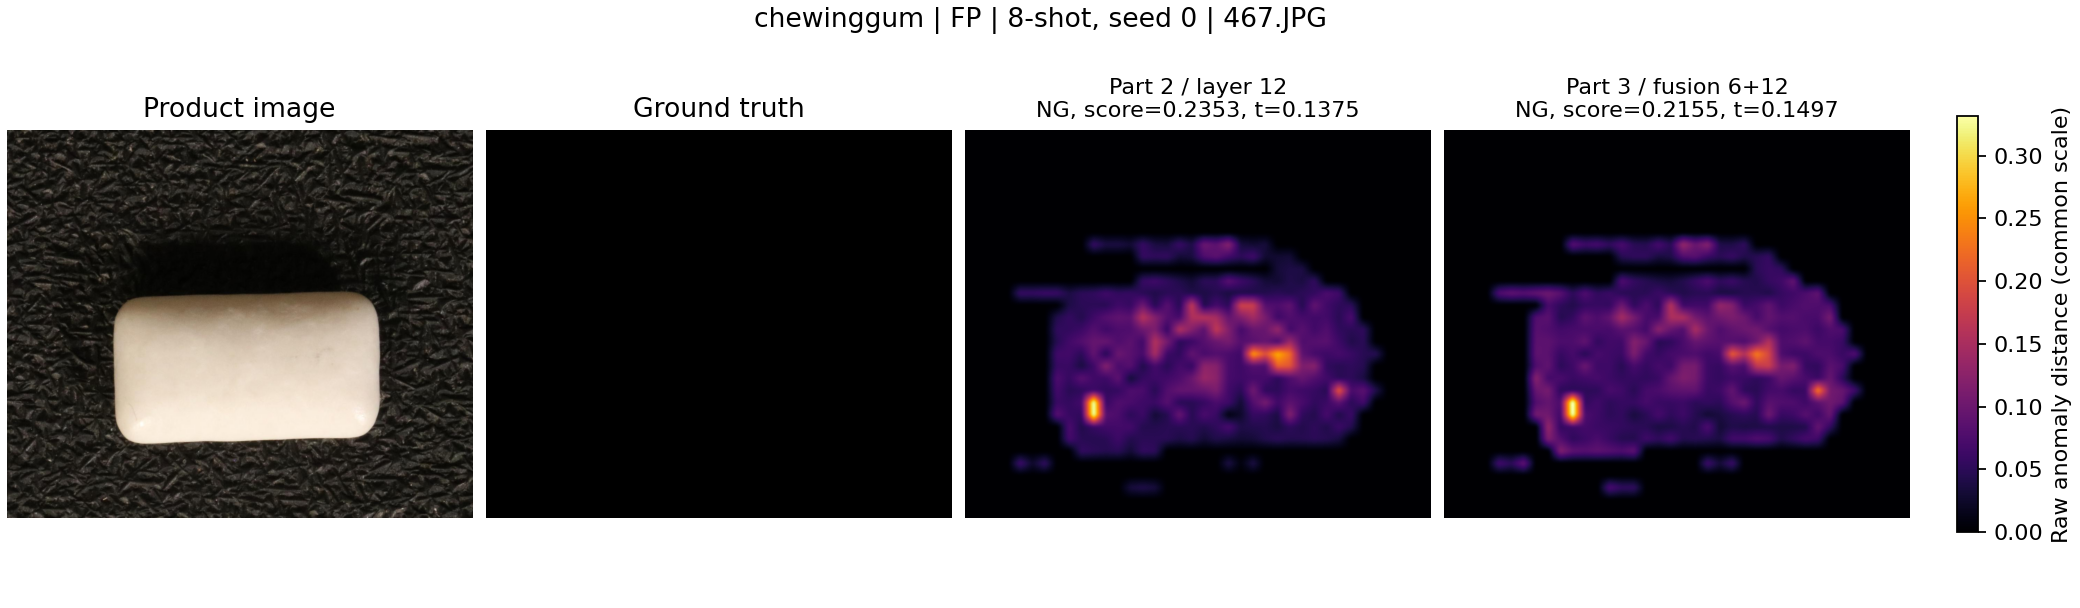 chewinggum | FP | 8-shot, seed 0 | 467.JPG
Product image
Ground truth
Part 2 / layer 12
NG, score=0.2353, t=0.1375
Part 3 / fusion 6+12
NG, score=0.2155, t=0.1497
0.30
0.25
0.20
0.15
0.10
0.05
0.00
Raw anomaly distance (common scale)